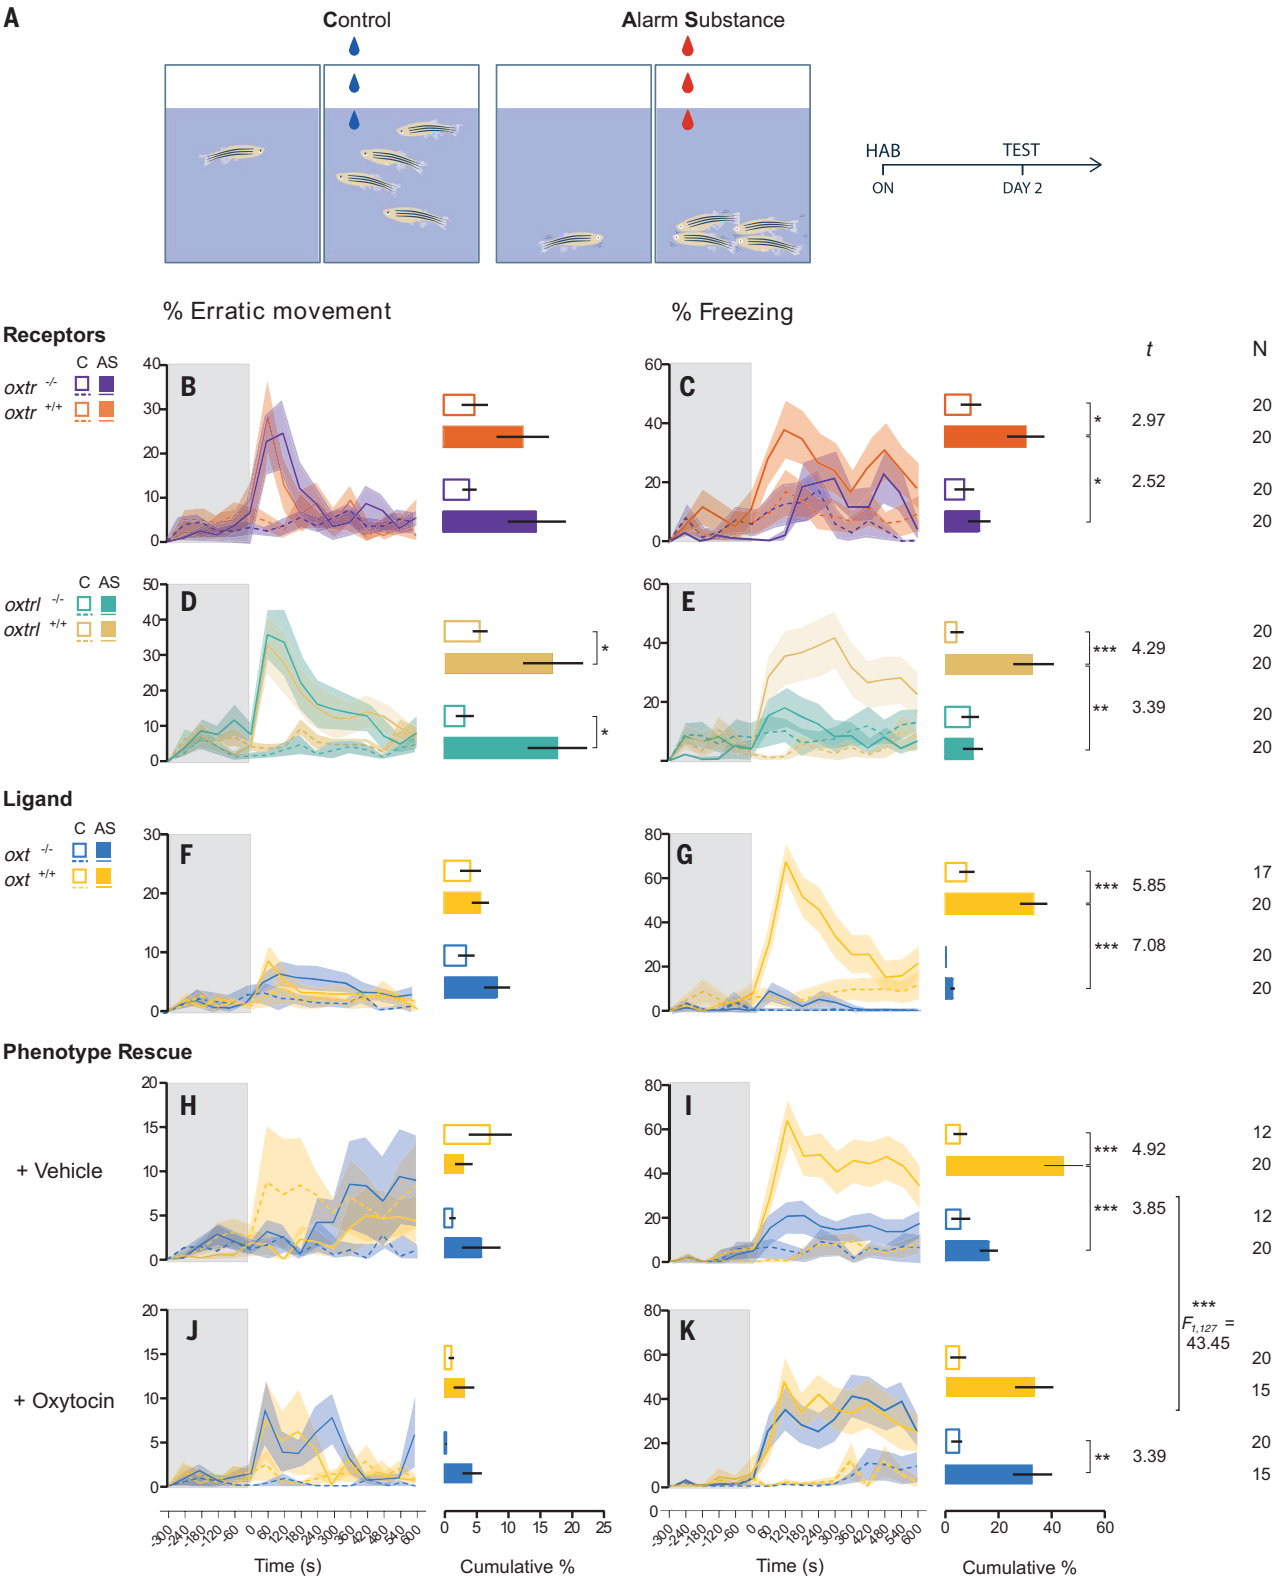 A
Control
Alarm Substance
HAB
TEST
ON
DAY 2
% Erratic movement
% Freezing
Receptors
t
N
C AS
oxtr -/-
oxtr +/+
40
30
20
10
0
B
60
40
20
0
C
*
2.97
*
2.52
20
20
20
20
C AS
oxtrl -/-
oxtrl +/+
50
40
30
20
10
0
D
*
*
60
40
20
E
***
4.29
**
3.39
20
20
20
20
Ligand
C AS
oxt -/-
oxt +/+
30
20
10
0
F
80
60
40
20
0
G
***
5.85
***
7.08
17
20
20
20
Phenotype Rescue
+ Vehicle
20
15
10
5
0
H
80
60
40
20
0
I
***
4.92
***
3.85
12
20
12
20
***
F1,127 =
43.45
+ Oxytocin
20
15
10
5
0
J
80
60
40
20
0
K
**
3.39
20
15
20
15
0
-300 -240 -180 -120 -60 0 60 120 180 240 300 360 420 480 540 600
0 5 10 15 20 25
-300 -240 -180 -120 -60 0 60 120 180 240 300 360 420 480 540 600
0 20 40 60
Time (s)
Cumulative %
Time (s)
Cumulative %